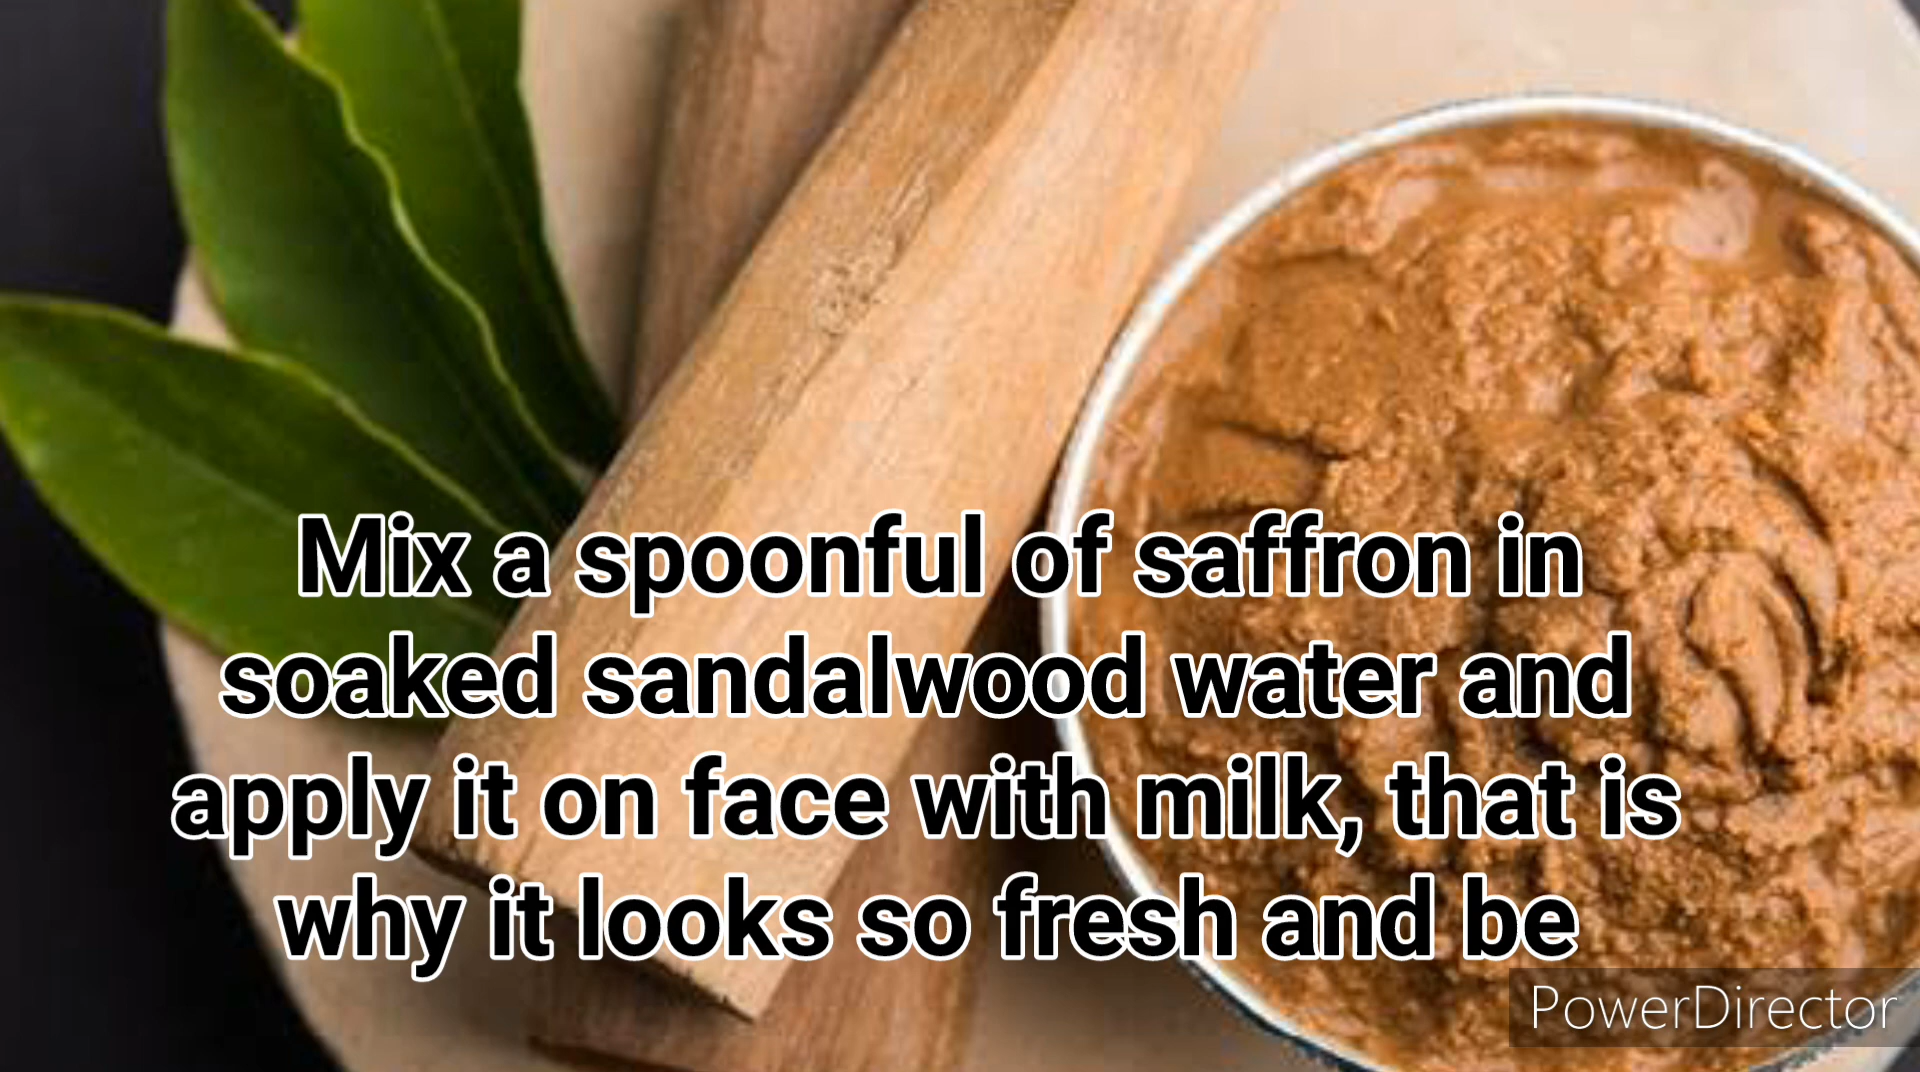 Mix a spoonful of saffron in
soaked sandalwood water and
apply it on face with milk, that is
why it looks so fresh and be
PowerDirector